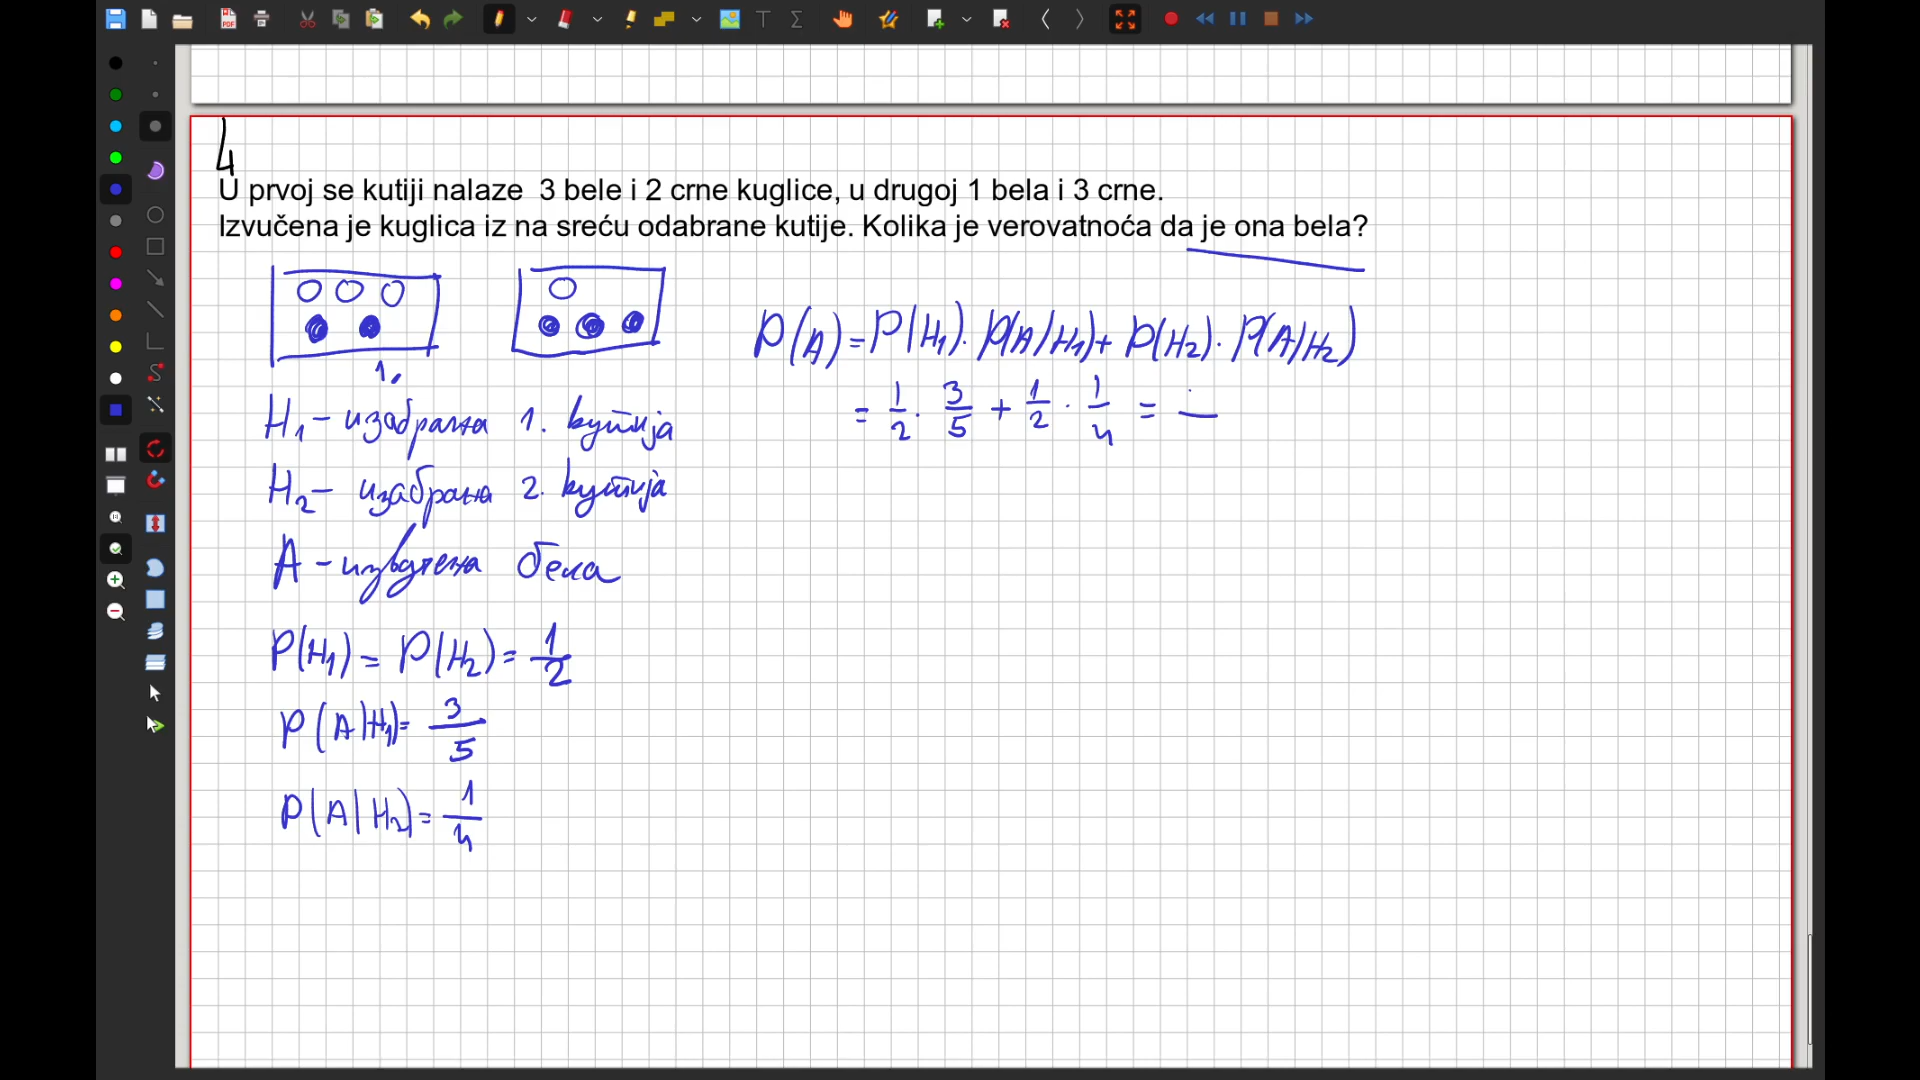 4
U prvoj se kutiji nalaze 3 bele i 2 crne kuglice, u drugoj 1 bela i 3 crne.
Izvučena je kuglica iz na sreću odabrane kutije. Kolika je verovatnoća da je ona bela?
1.
P(A)=P(H₁)·P(A/H₁)+P(H₂)·P(A/H₂)
= 1/2 · 3/5 + 1/2 · 1/4 =
H₁ – изабрана 1. кутија
H₂ – изабрана 2. кутија
A – извучена бела
P(H₁) = P(H₂) = 1/2
P(A|H₁) = 3/5
P(A|H₂) = 1/4